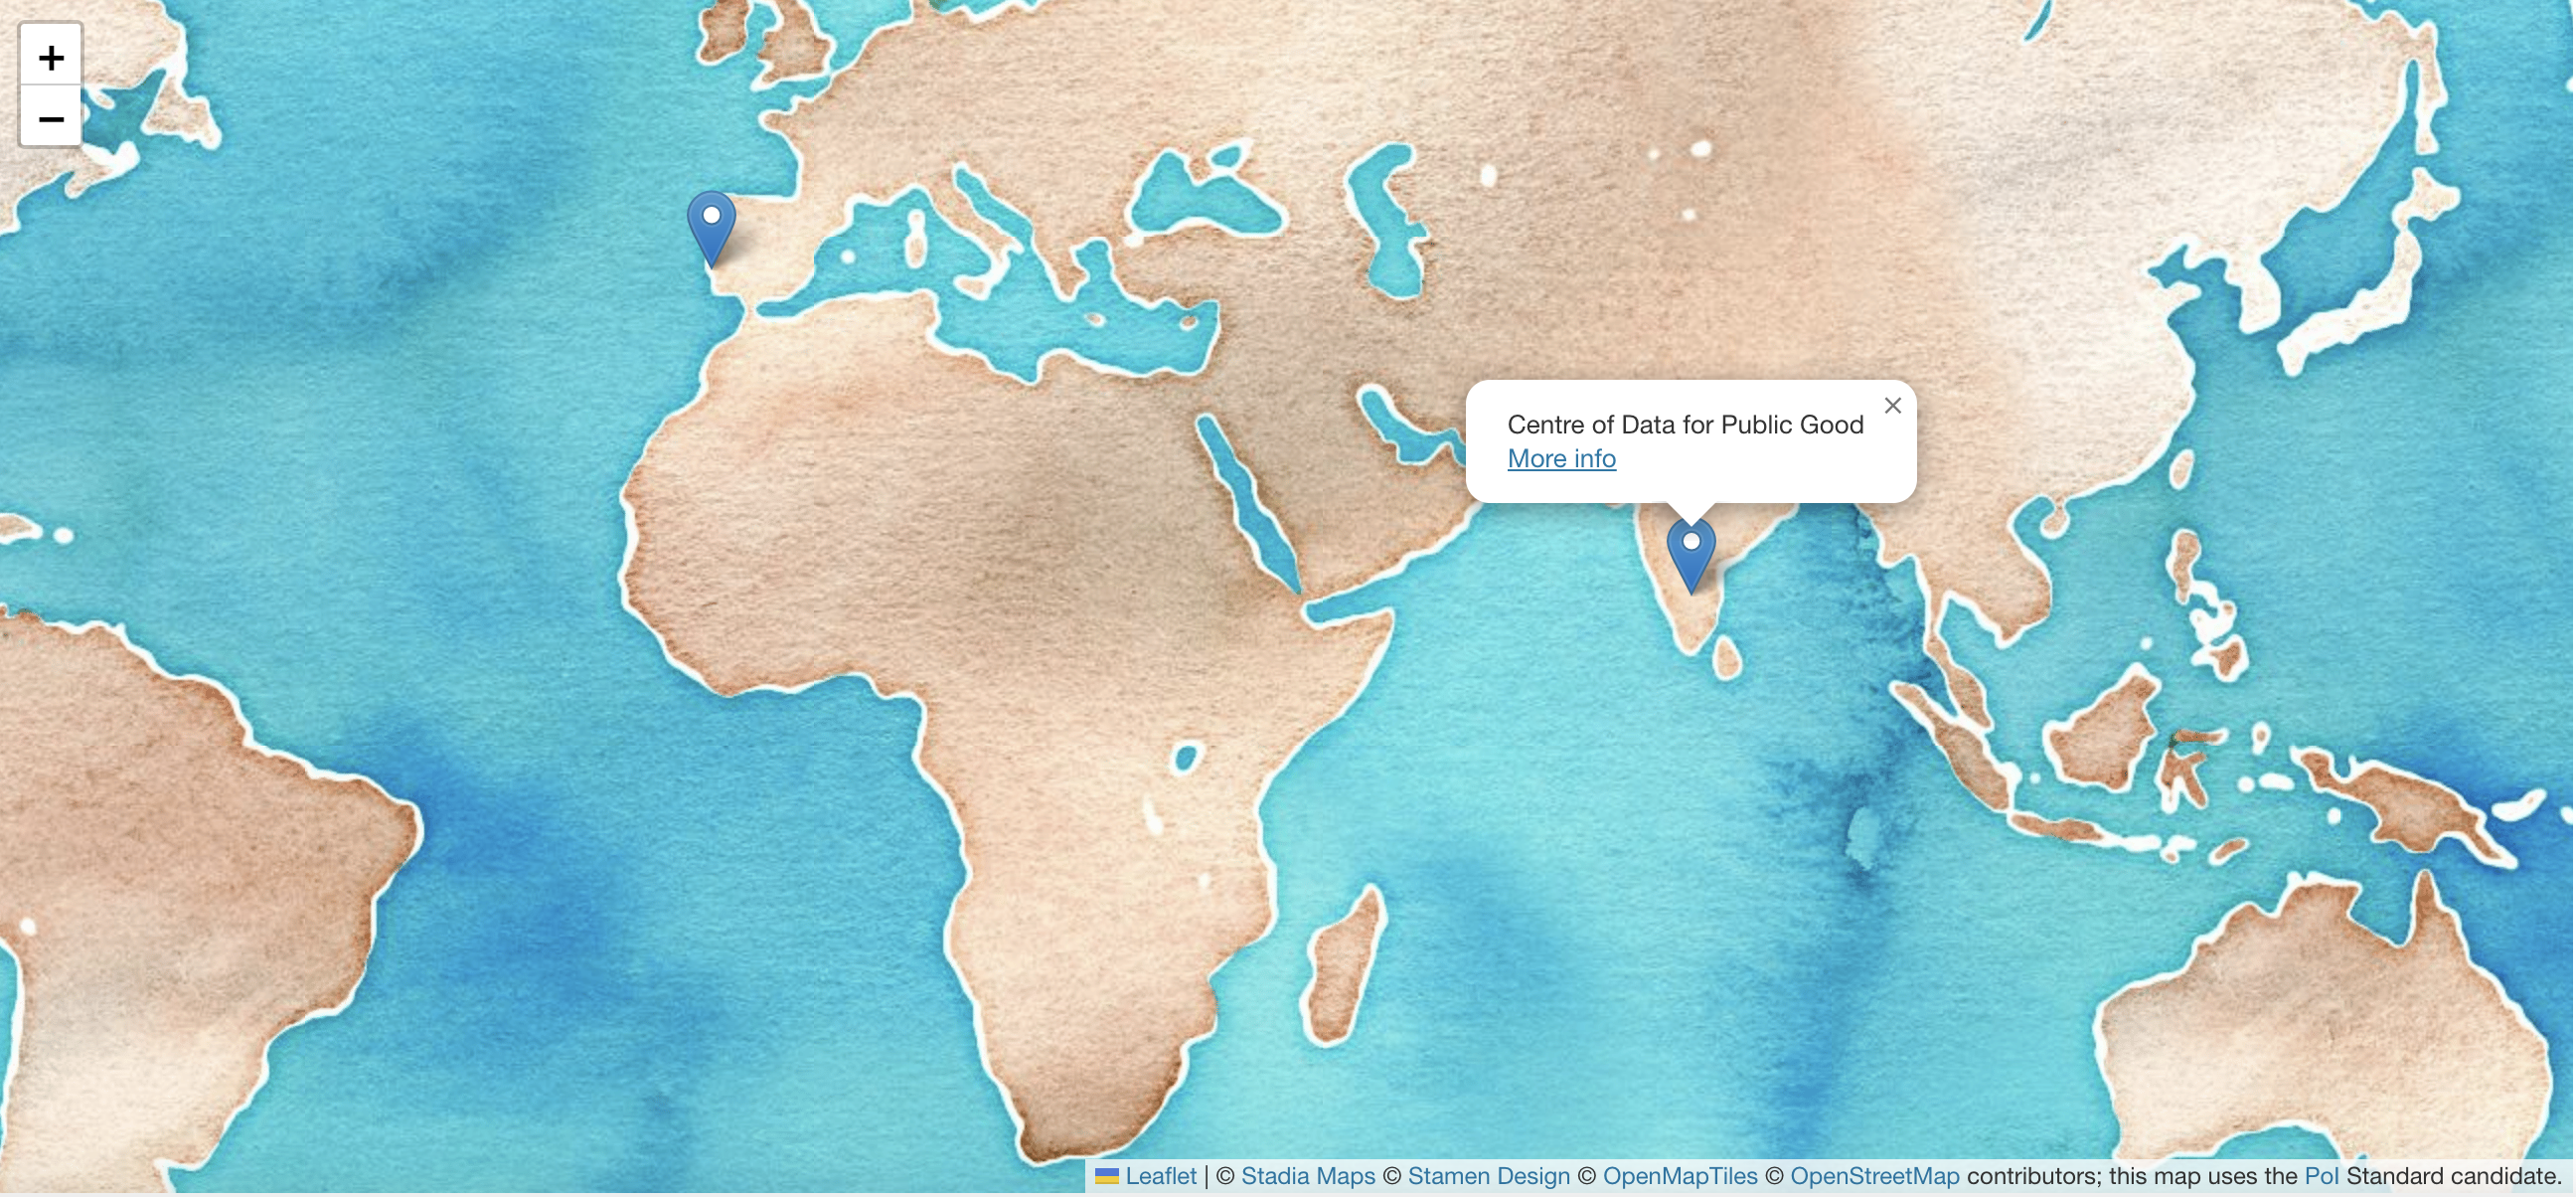 +
−
Centre of Data for Public Good
More info
Leaflet | © Stadia Maps © Stamen Design © OpenMapTiles © OpenStreetMap contributors; this map uses the PoI Standard candidate.